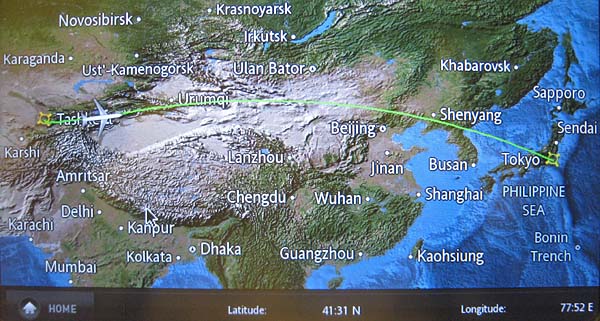 Krasnoyarsk
Novosibirsk
Irkutsk
Karaganda
Ust'-Kamenogorsk
Ulan Bator
Khabarovsk
Urumqi
Sapporo
Tash
Shenyang
Beijing
Sendai
Karshi
Lanzhou
Jinan
Busan
Tokyo
Amritsar
Chengdu
Wuhan
Shanghai
PHILIPPINE
SEA
Delhi
Karachi
Kanpur
Dhaka
Guangzhou
Kaohsiung
Bonin
Trench
Mumbai
Kolkata
HOME
Latitude:
41:31 N
Longitude:
77:52 E